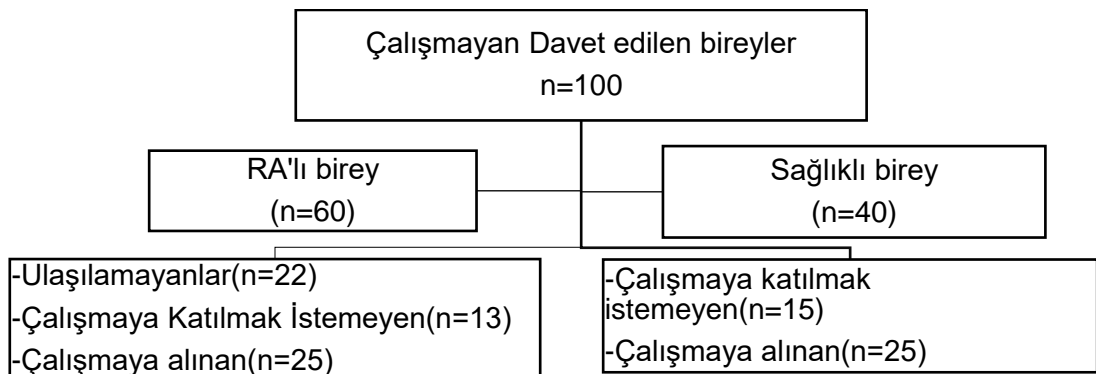 Çalışmayan Davet edilen bireyler
n=100
RA'lı birey
(n=60)
Sağlıklı birey
(n=40)
-Ulaşılamayanlar(n=22)
-Çalışmaya Katılmak İstemeyen(n=13)
-Çalışmaya alınan(n=25)
-Çalışmaya katılmak
istemeyen(n=15)
-Çalışmaya alınan(n=25)